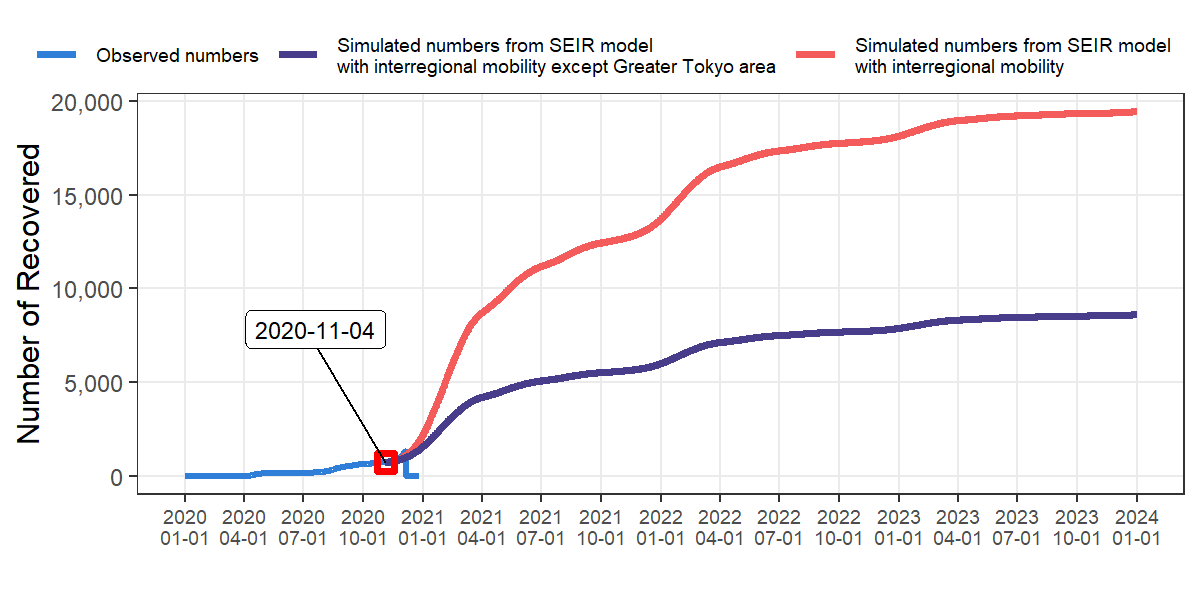 Observed numbers
Simulated numbers from SEIR model
with interregional mobility except Greater Tokyo area
Simulated numbers from SEIR model
with interregional mobility
Number of Recovered
20,000
15,000
10,000
5,000
0
2020-11-04
2020 2020 2020 2020 2021 2021 2021 2021 2022 2022 2022 2022 2023 2023 2023 2023 2024
01-01 04-01 07-01 10-01 01-01 04-01 07-01 10-01 01-01 04-01 07-01 10-01 01-01 04-01 07-01 10-01 01-01